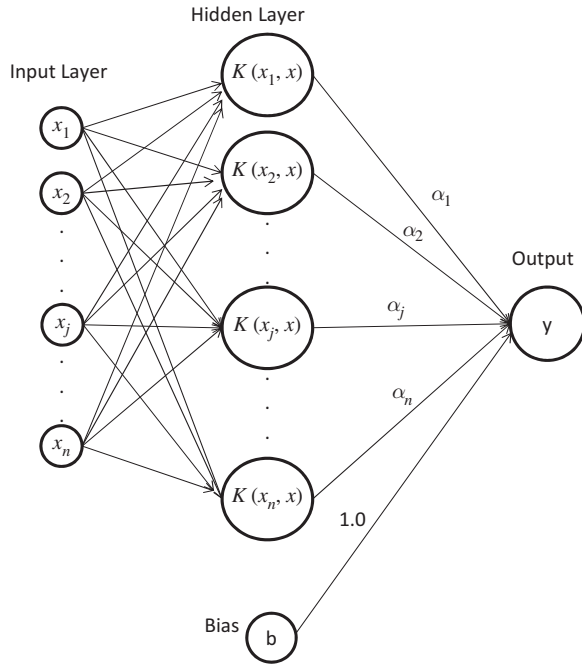 Hidden Layer
Input Layer
K (x₁, x)
x₁
K (x₂, x)
x₂
α₁
α₂
. . .
. . .
Output
xⱼ
K (xⱼ, x)
αⱼ
y
. . .
. . .
αₙ
xₙ
K (xₙ, x)
1.0
Bias
b